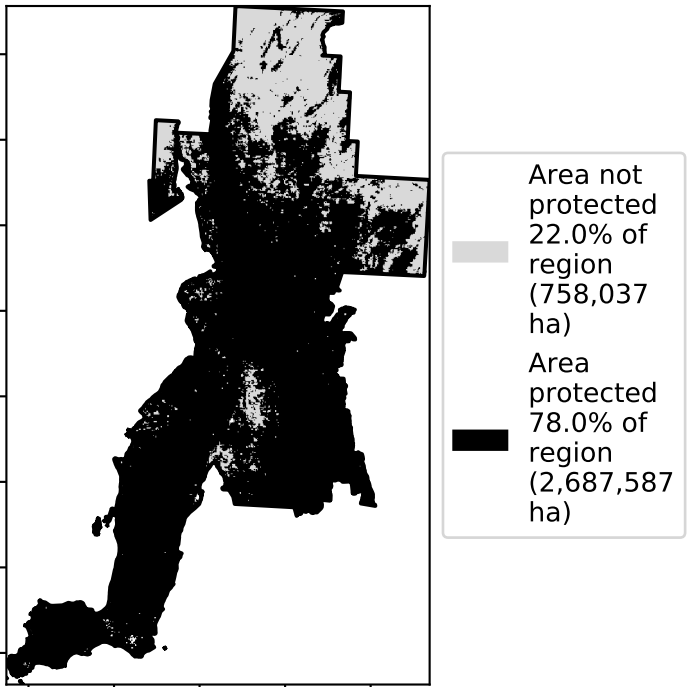 Area not
protected
22.0% of
region
(758,037
ha)
Area
protected
78.0% of
region
(2,687,587
ha)